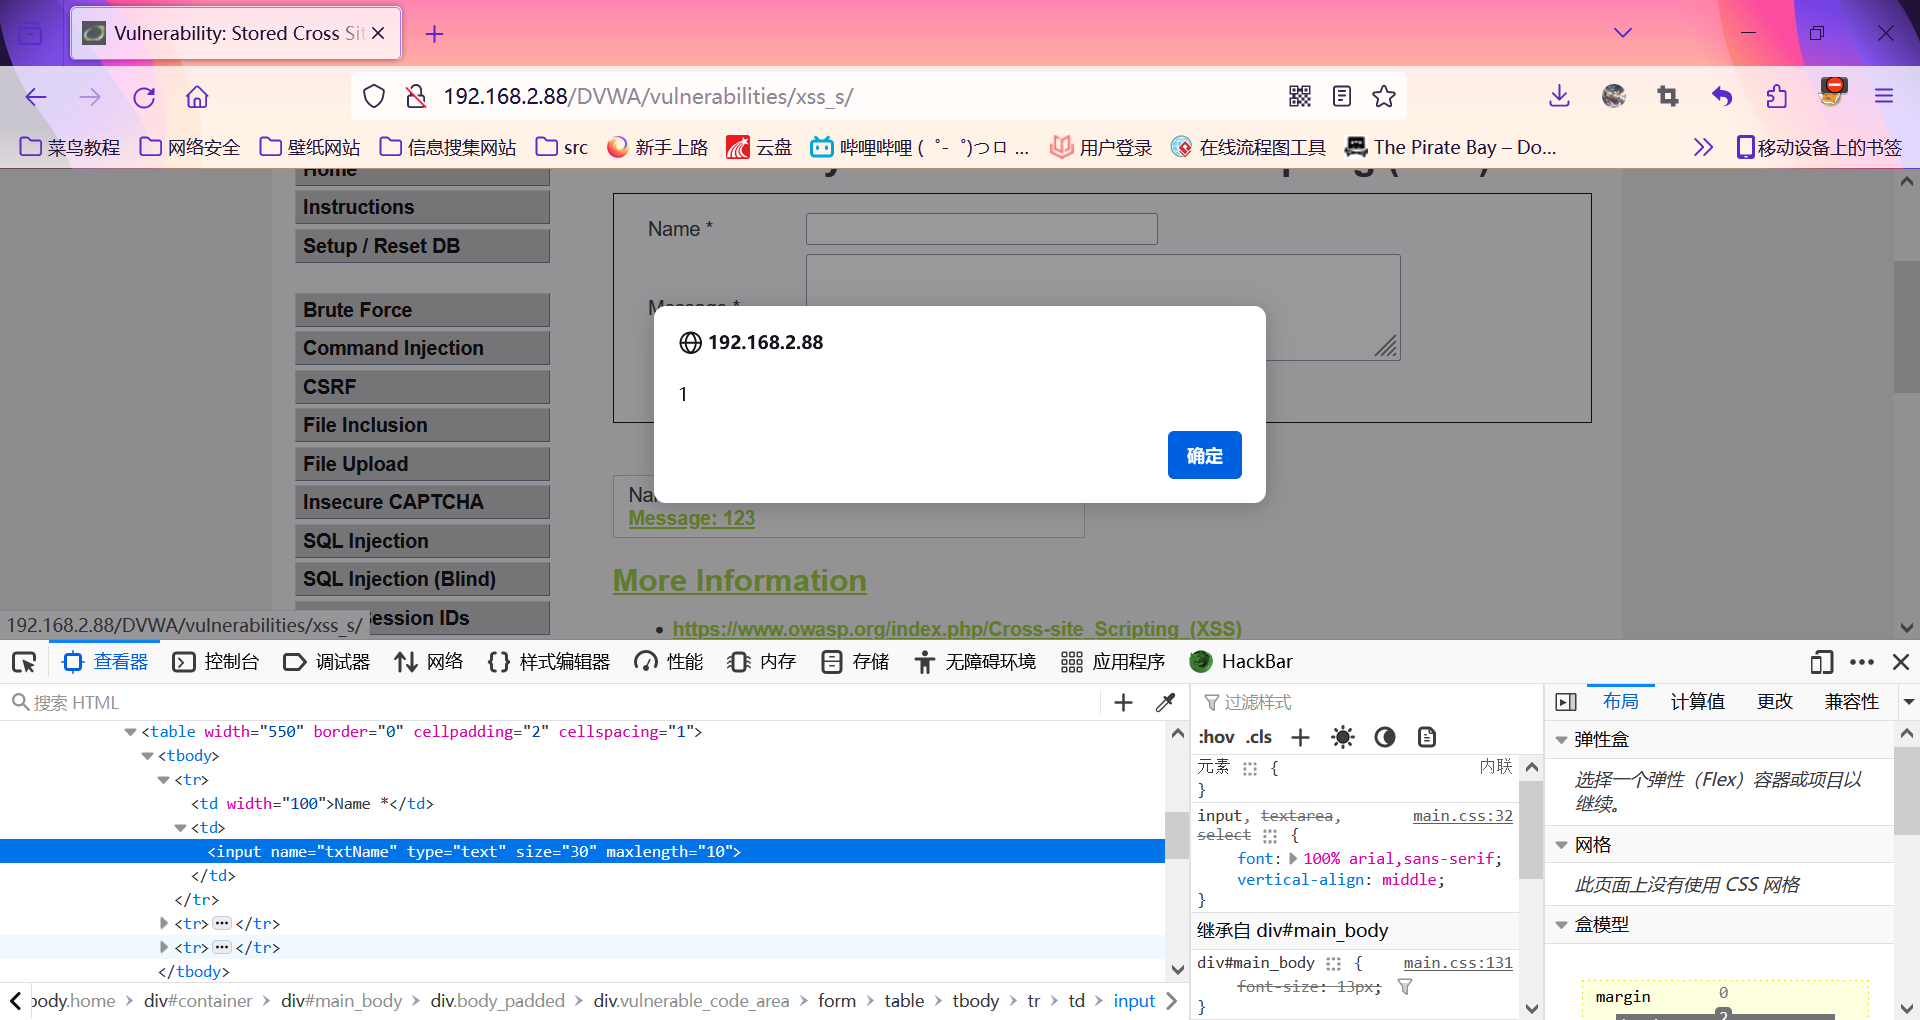 Vulnerability: Stored Cross Sit
192.168.2.88/DVWA/vulnerabilities/xss_s/
菜鸟教程 网络安全 壁纸网站 信息搜集网站 src 新手上路 云盘 哔哩哔哩 ( ゜- ゜)つロ ... 用户登录 在线流程图工具 The Pirate Bay – Do... 移动设备上的书签
Home
Instructions
Setup / Reset DB
Brute Force
Command Injection
CSRF
File Inclusion
File Upload
Insecure CAPTCHA
SQL Injection
SQL Injection (Blind)
ession IDs
Name *
Message *
192.168.2.88
1
确定
Na
Message: 123
More Information
https://www.owasp.org/index.php/Cross-site_Scripting_(XSS)
192.168.2.88/DVWA/vulnerabilities/xss_s/
查看器 控制台 调试器 网络 样式编辑器 性能 内存 存储 无障碍环境 应用程序 HackBar
搜索 HTML
<table width="550" border="0" cellpadding="2" cellspacing="1">
<tbody>
<tr>
<td width="100">Name *</td>
<td>
<input name="txtName" type="text" size="30" maxlength="10">
</td>
</tr>
<tr>···</tr>
<tr>···</tr>
</tbody>
body.home > div#container > div#main_body > div.body_padded > div.vulnerable_code_area > form > table > tbody > tr > td > input
过滤样式
:hov .cls
元素 { 内联
}
input, textarea, main.css:32
select {
font: 100% arial,sans-serif;
vertical-align: middle;
}
继承自 div#main_body
div#main_body { main.css:131
font-size: 13px;
}
布局 计算值 更改 兼容性
弹性盒
选择一个弹性（Flex）容器或项目以
继续。
网格
此页面上没有使用 CSS 网格
盒模型
margin 0
2